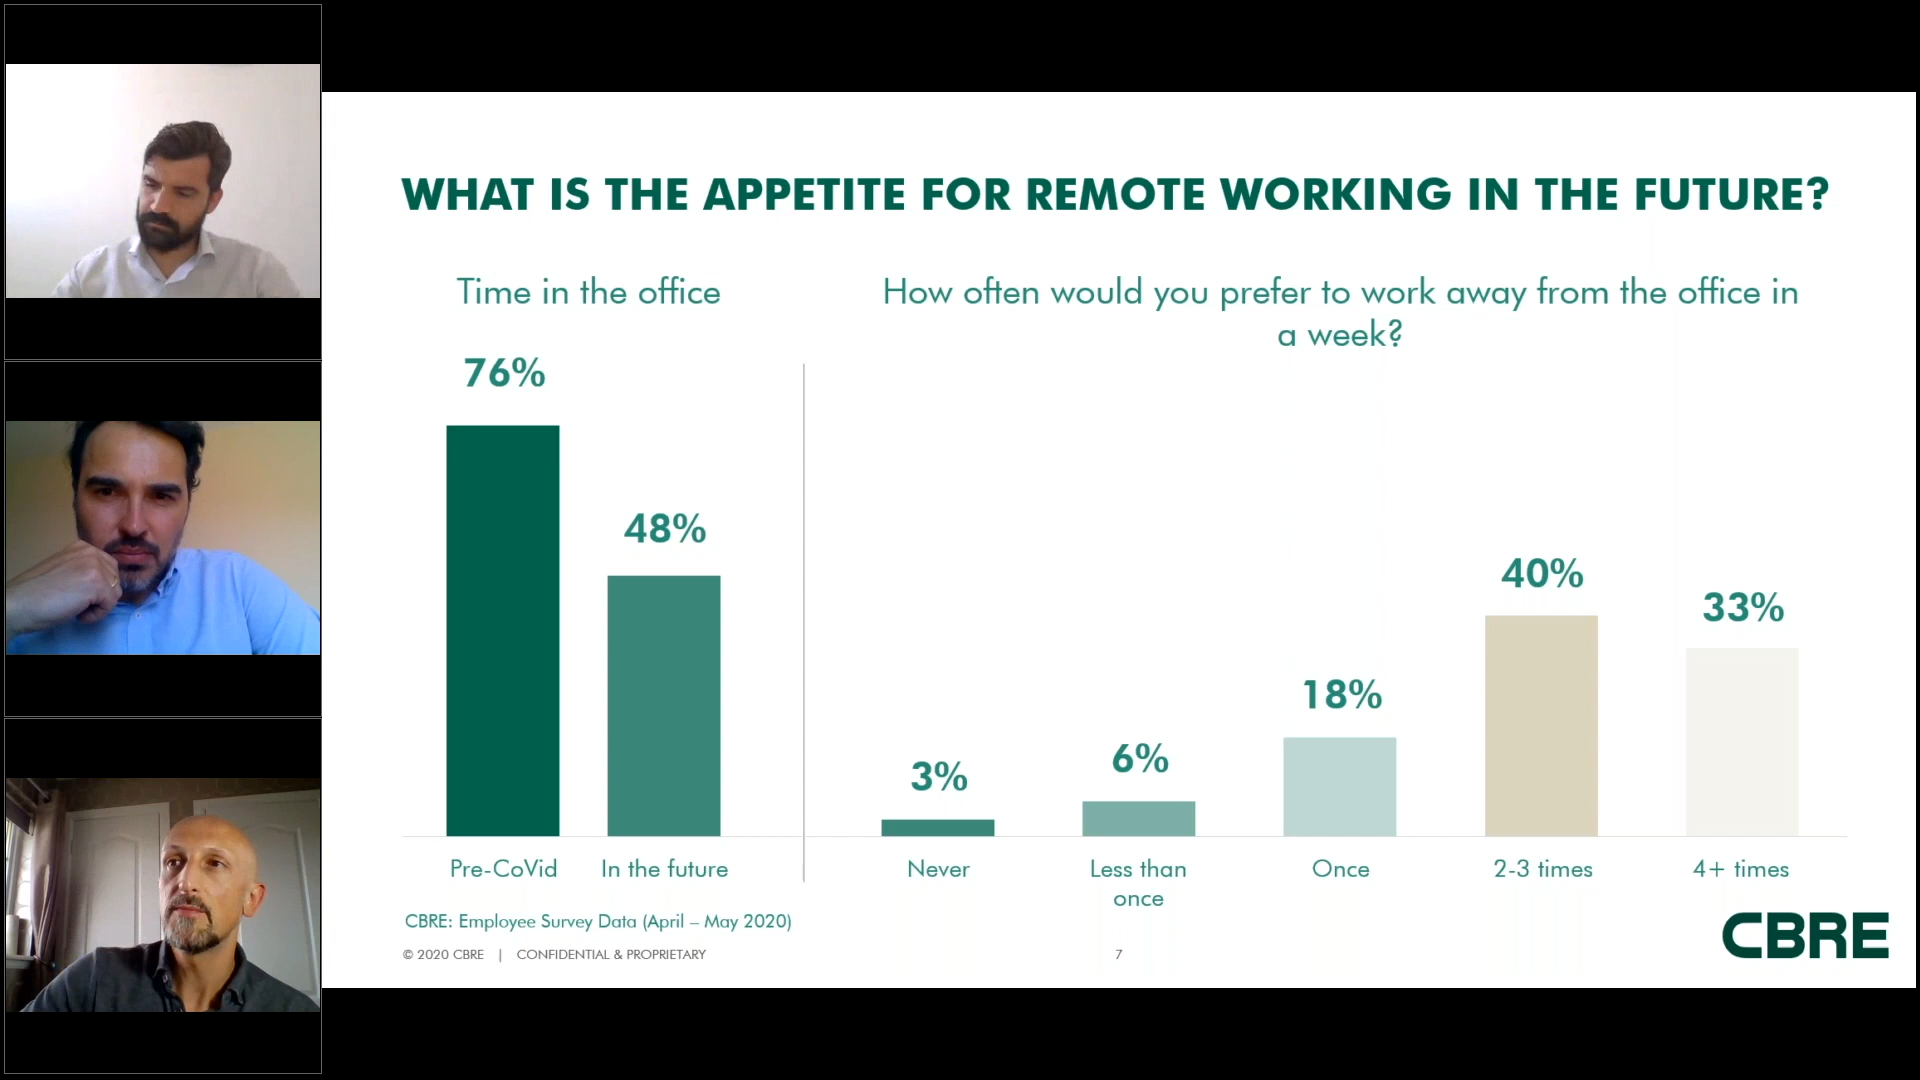 WHAT IS THE APPETITE FOR REMOTE WORKING IN THE FUTURE?
Time in the office
76%
48%
Pre-CoVid
In the future
How often would you prefer to work away from the office in
a week?
3%
6%
18%
40%
33%
Never
Less than
once
Once
2-3 times
4+ times
CBRE: Employee Survey Data (April – May 2020)
© 2020 CBRE | CONFIDENTIAL & PROPRIETARY
7
CBRE